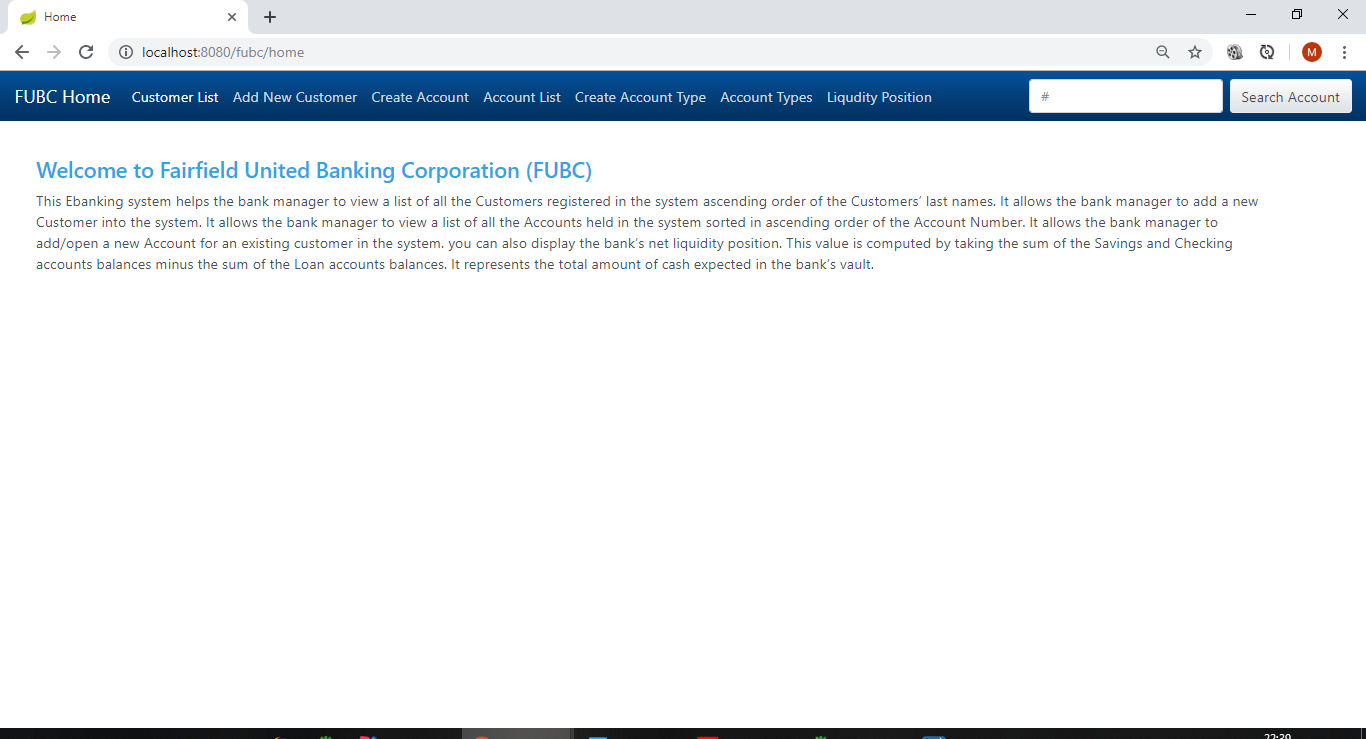 Home
localhost:8080/fubc/home
M
FUBC Home Customer List Add New Customer Create Account Account List Create Account Type Account Types Liqudity Position # Search Account
Welcome to Fairfield United Banking Corporation (FUBC)
This Ebanking system helps the bank manager to view a list of all the Customers registered in the system ascending order of the Customers’ last names. It allows the bank manager to add a new
Customer into the system. It allows the bank manager to view a list of all the Accounts held in the system sorted in ascending order of the Account Number. It allows the bank manager to
add/open a new Account for an existing customer in the system. you can also display the bank’s net liquidity position. This value is computed by taking the sum of the Savings and Checking
accounts balances minus the sum of the Loan accounts balances. It represents the total amount of cash expected in the bank’s vault.